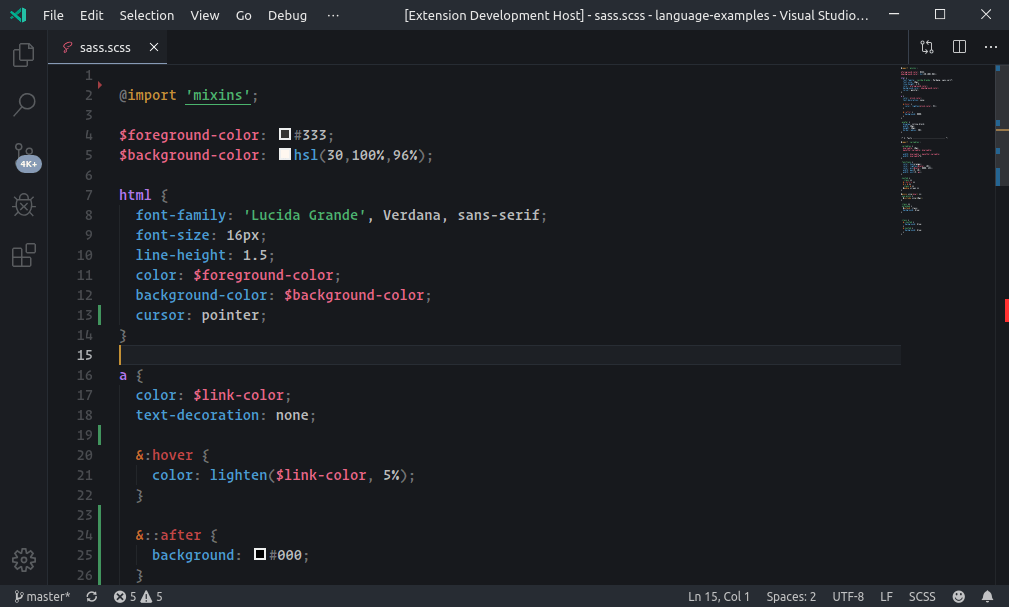 File Edit Selection View Go Debug ··· [Extension Development Host] - sass.scss - language-examples - Visual Studio…
sass.scss
4K+
1
2 @import 'mixins';
3
4 $foreground-color: #333;
5 $background-color: hsl(30,100%,96%);
6
7 html {
8 font-family: 'Lucida Grande', Verdana, sans-serif;
9 font-size: 16px;
10 line-height: 1.5;
11 color: $foreground-color;
12 background-color: $background-color;
13 cursor: pointer;
14 }
15
16 a {
17 color: $link-color;
18 text-decoration: none;
19
20 &:hover {
21 color: lighten($link-color, 5%);
22 }
23
24 &::after {
25 background: #000;
26 }
master* 5 5 Ln 15, Col 1 Spaces: 2 UTF-8 LF SCSS